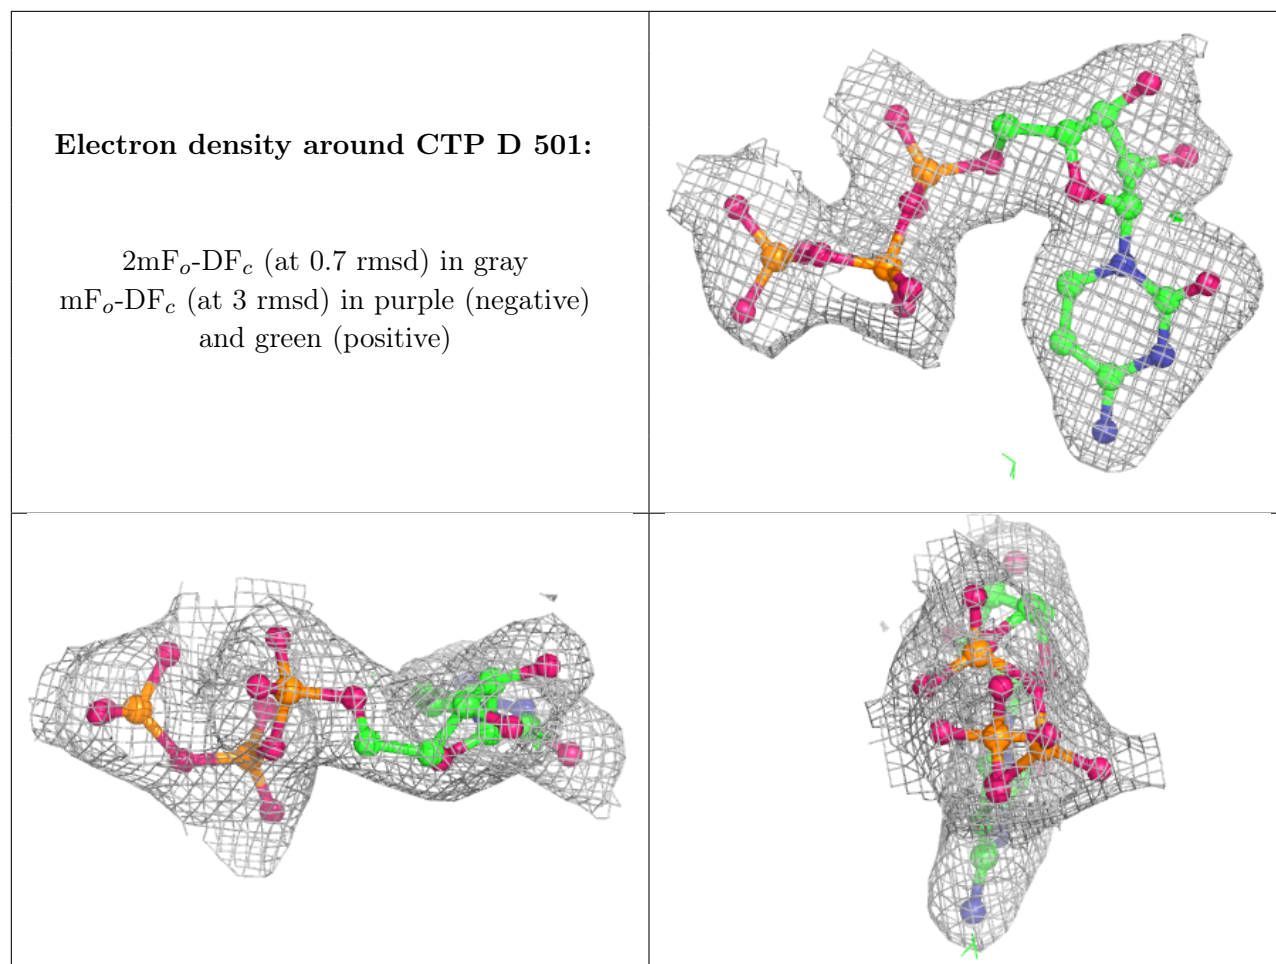 Electron density around CTP D 501:
2mFₒ-DF𝒸 (at 0.7 rmsd) in gray
mFₒ-DF𝒸 (at 3 rmsd) in purple (negative)
and green (positive)